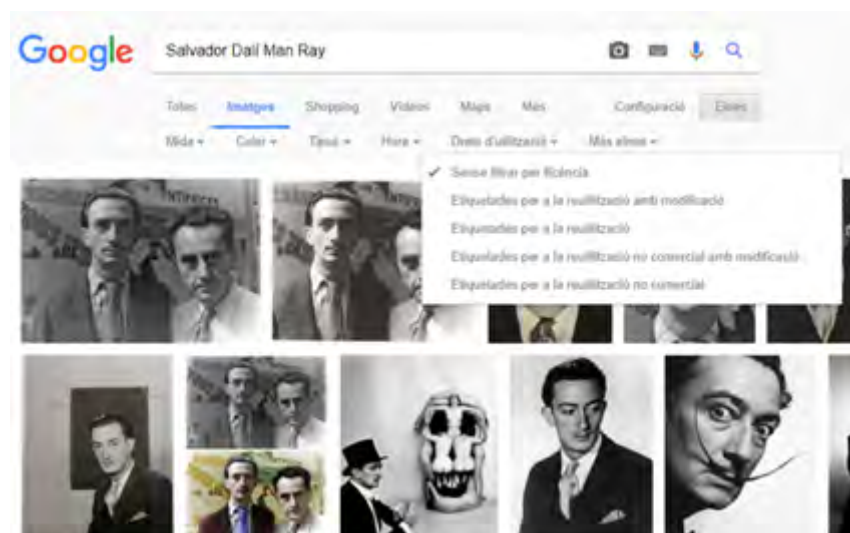 Google
Salvador Dalí Man Ray
Totes Imatges Shopping Vídeos Maps Més Configuració Eines
Mida Color Tipus Hora Drets d'utilització Más eines
Sense filtrar per llicència
Etiquetades per a la reutilització amb modificació
Etiquetades per a la reutilització
Etiquetades per a la reutilització no comercial amb modificació
Etiquetades per a la reutilització no comercial